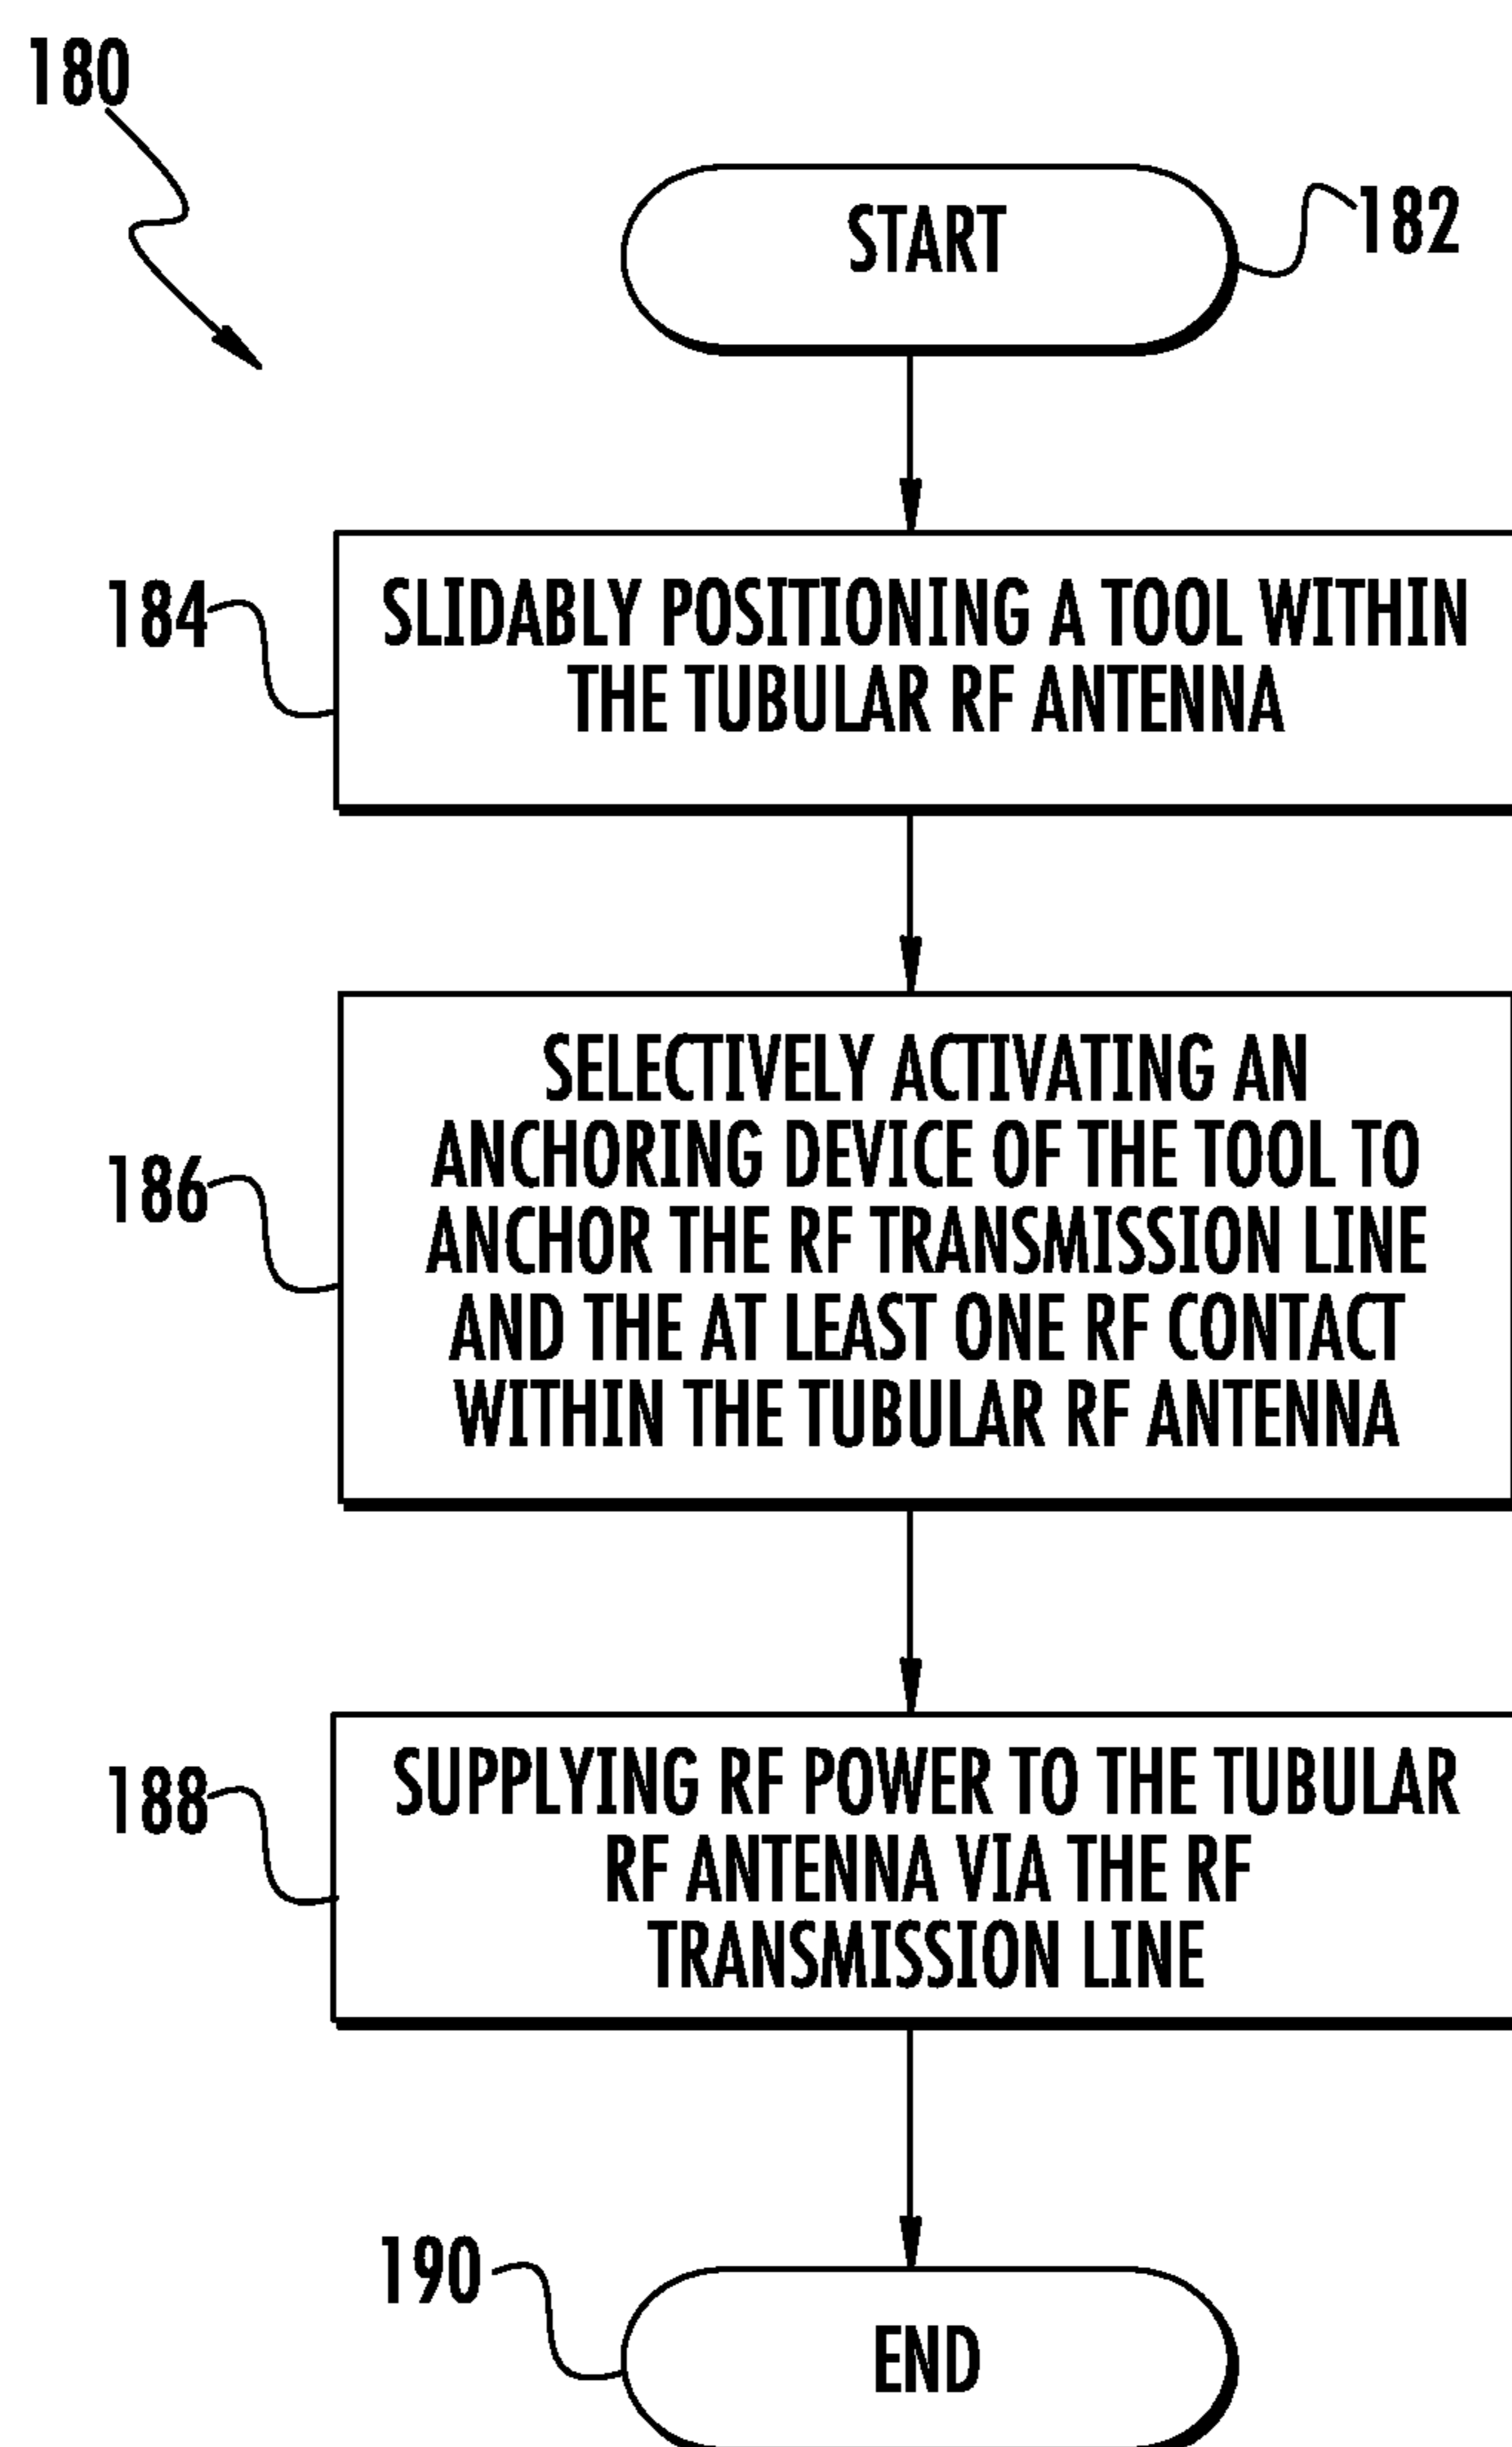 180
START
182
184
SLIDABLY POSITIONING A TOOL WITHIN
THE TUBULAR RF ANTENNA
186
SELECTIVELY ACTIVATING AN
ANCHORING DEVICE OF THE TOOL TO
ANCHOR THE RF TRANSMISSION LINE
AND THE AT LEAST ONE RF CONTACT
WITHIN THE TUBULAR RF ANTENNA
188
SUPPLYING RF POWER TO THE TUBULAR
RF ANTENNA VIA THE RF
TRANSMISSION LINE
190
END